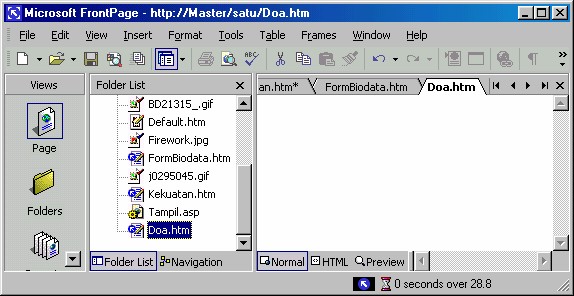 Microsoft FrontPage - http://Master/satu/Doa.htm
File Edit View Insert Format Tools Table Frames Window Help
Views
Folder List
an.htm* FormBiodata.htm Doa.htm
BD21315_.gif
Default.htm
Firework.jpg
FormBiodata.htm
j0295045.gif
Kekuatan.htm
Tampil.asp
Doa.htm
Page
Folders
Folder List Navigation
Normal HTML Preview
0 seconds over 28.8